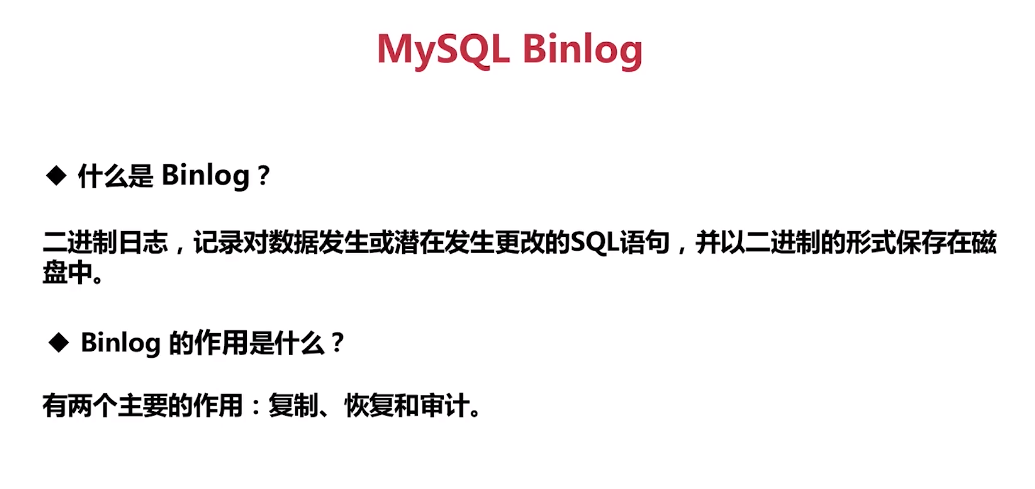 MySQL Binlog
◆ 什么是 Binlog？
二进制日志，记录对数据发生或潜在发生更改的SQL语句，并以二进制的形式保存在磁
盘中。
◆ Binlog 的作用是什么？
有两个主要的作用：复制、恢复和审计。